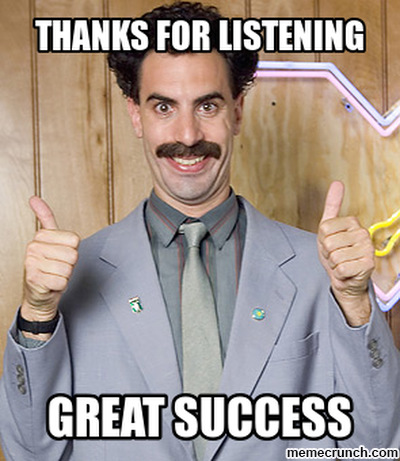 THANKS FOR LISTENING
GREAT SUCCESS
memecrunch.com